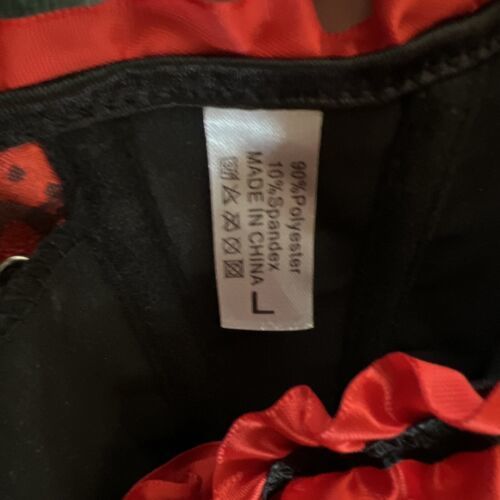 90%Polyester
10%Spandex
MADE IN CHINA
L